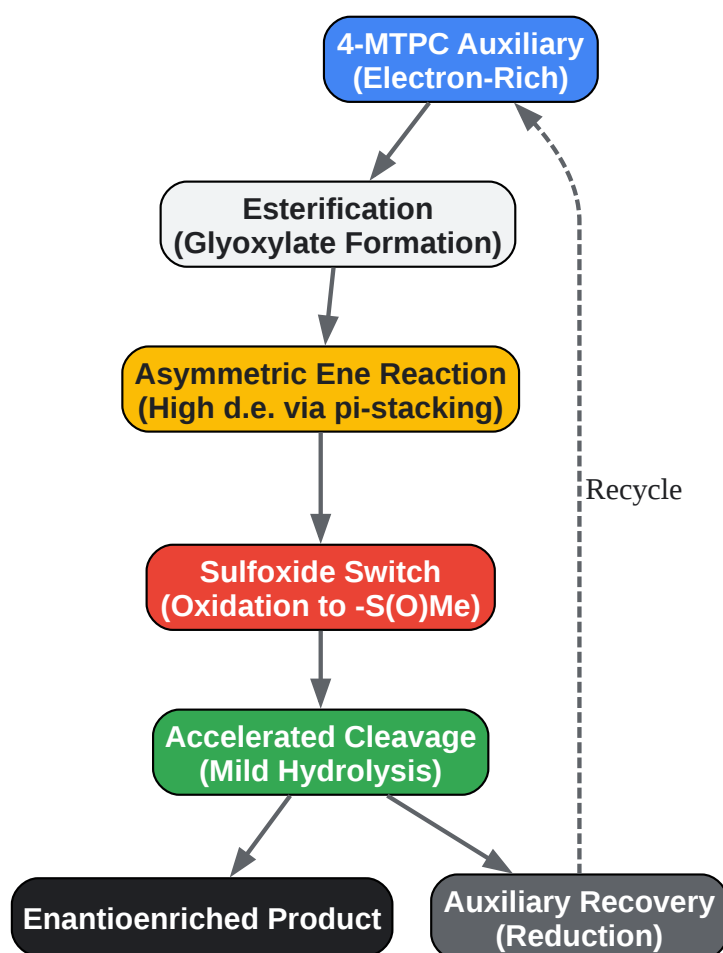 4-MTPC Auxiliary
(Electron-Rich)
Esterification
(Glyoxylate Formation)
Asymmetric Ene Reaction
(High d.e. via pi-stacking)
Recycle
Sulfoxide Switch
(Oxidation to -S(O)Me)
Accelerated Cleavage
(Mild Hydrolysis)
Enantioenriched Product
Auxiliary Recovery
(Reduction)